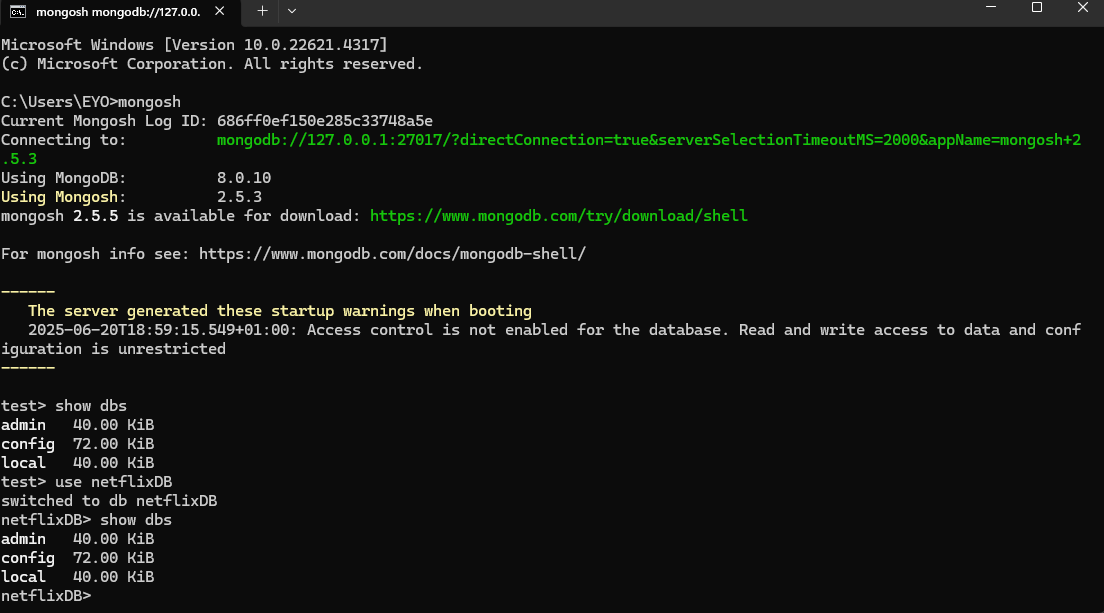 mongosh mongodb://127.0.0.
Microsoft Windows [Version 10.0.22621.4317]
(c) Microsoft Corporation. All rights reserved.
C:\Users\EYO>mongosh
Current Mongosh Log ID: 686ff0ef150e285c33748a5e
Connecting to:          mongodb://127.0.0.1:27017/?directConnection=true&serverSelectionTimeoutMS=2000&appName=mongosh+2
.5.3
Using MongoDB:          8.0.10
Using Mongosh:          2.5.3
mongosh 2.5.5 is available for download: https://www.mongodb.com/try/download/shell
For mongosh info see: https://www.mongodb.com/docs/mongodb-shell/
------
   The server generated these startup warnings when booting
   2025-06-20T18:59:15.549+01:00: Access control is not enabled for the database. Read and write access to data and conf
iguration is unrestricted
------
test> show dbs
admin   40.00 KiB
config  72.00 KiB
local   40.00 KiB
test> use netflixDB
switched to db netflixDB
netflixDB> show dbs
admin   40.00 KiB
config  72.00 KiB
local   40.00 KiB
netflixDB>